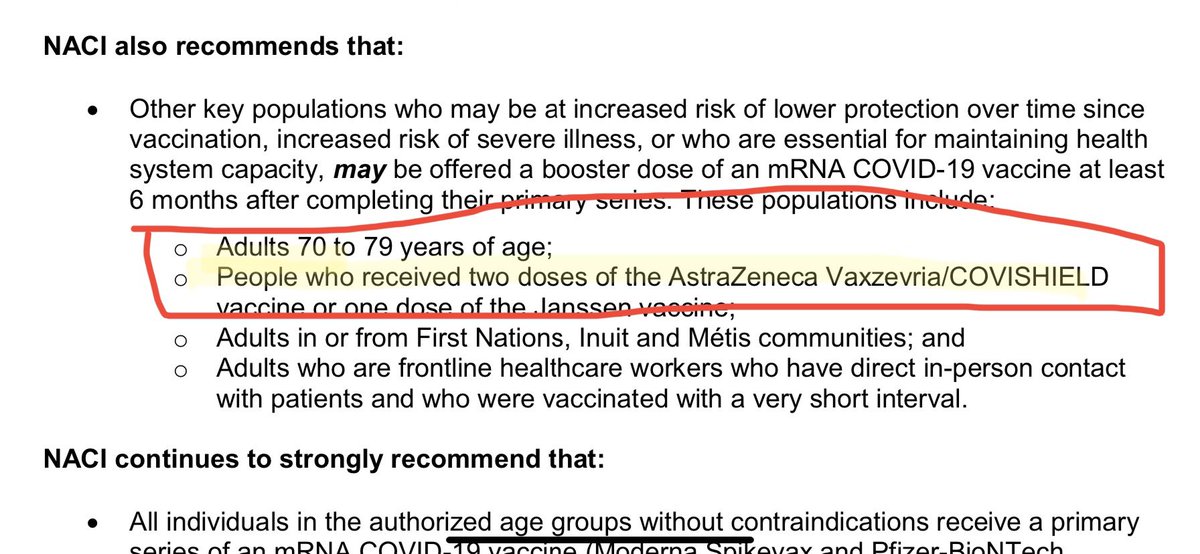 NACI also recommends that:
• Other key populations who may be at increased risk of lower protection over time since
vaccination, increased risk of severe illness, or who are essential for maintaining health
system capacity, may be offered a booster dose of an mRNA COVID-19 vaccine at least
6 months after completing their primary series. These populations include:
o Adults 70 to 79 years of age;
o People who received two doses of the AstraZeneca Vaxzevria/COVISHIELD
vaccine or one dose of the Janssen vaccine;
o Adults in or from First Nations, Inuit and Métis communities; and
o Adults who are frontline healthcare workers who have direct in-person contact
with patients and who were vaccinated with a very short interval.
NACI continues to strongly recommend that:
• All individuals in the authorized age groups without contraindications receive a primary
series of an mRNA COVID-19 vaccine (Moderna Spikevax and Pfizer-BioNTech